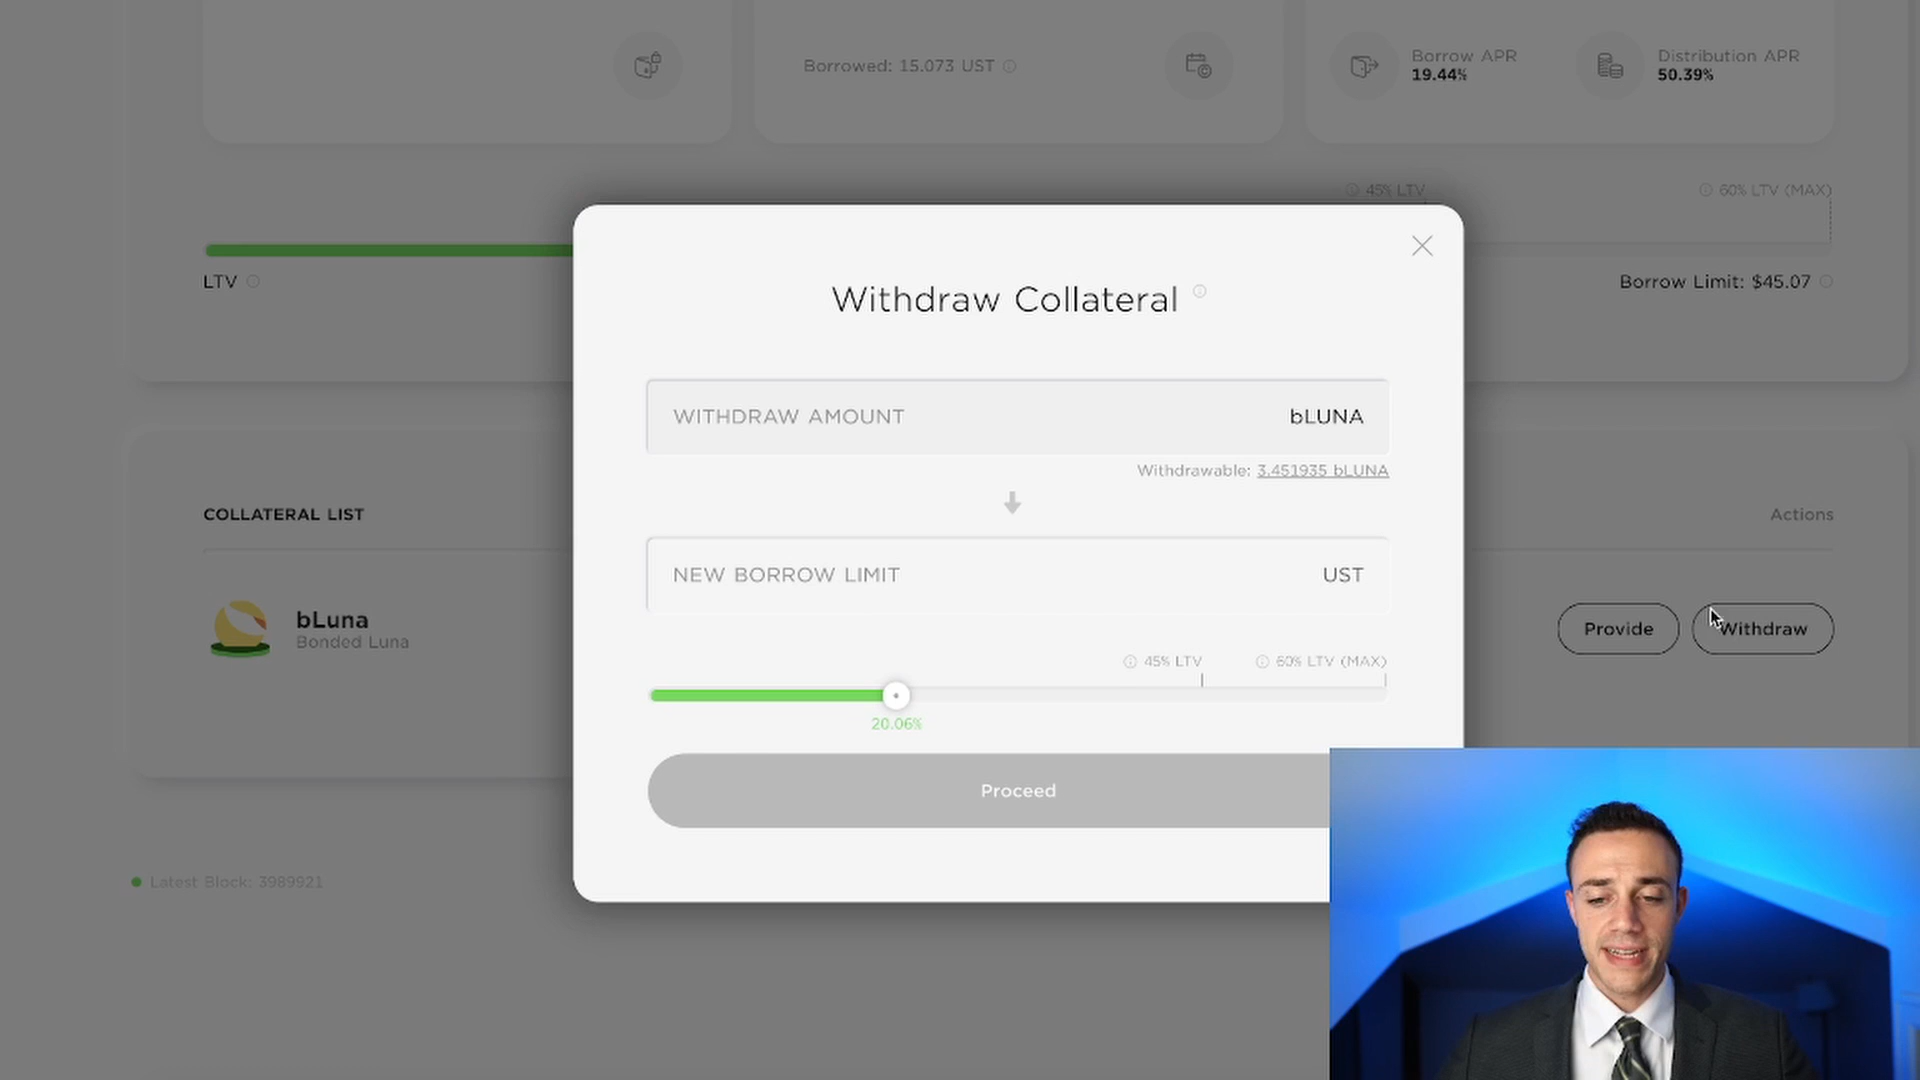 Borrowed: 15.073 UST
Borrow APR
19.44%
Distribution APR
50.39%
45% LTV
60% LTV (MAX)
LTV
Borrow Limit: $45.07
Withdraw Collateral
WITHDRAW AMOUNT
bLUNA
Withdrawable: 3.451935 bLUNA
NEW BORROW LIMIT
UST
45% LTV
60% LTV (MAX)
20.06%
Proceed
COLLATERAL LIST
Actions
bLuna
Bonded Luna
Provide
Withdraw
Latest Block: 3989921